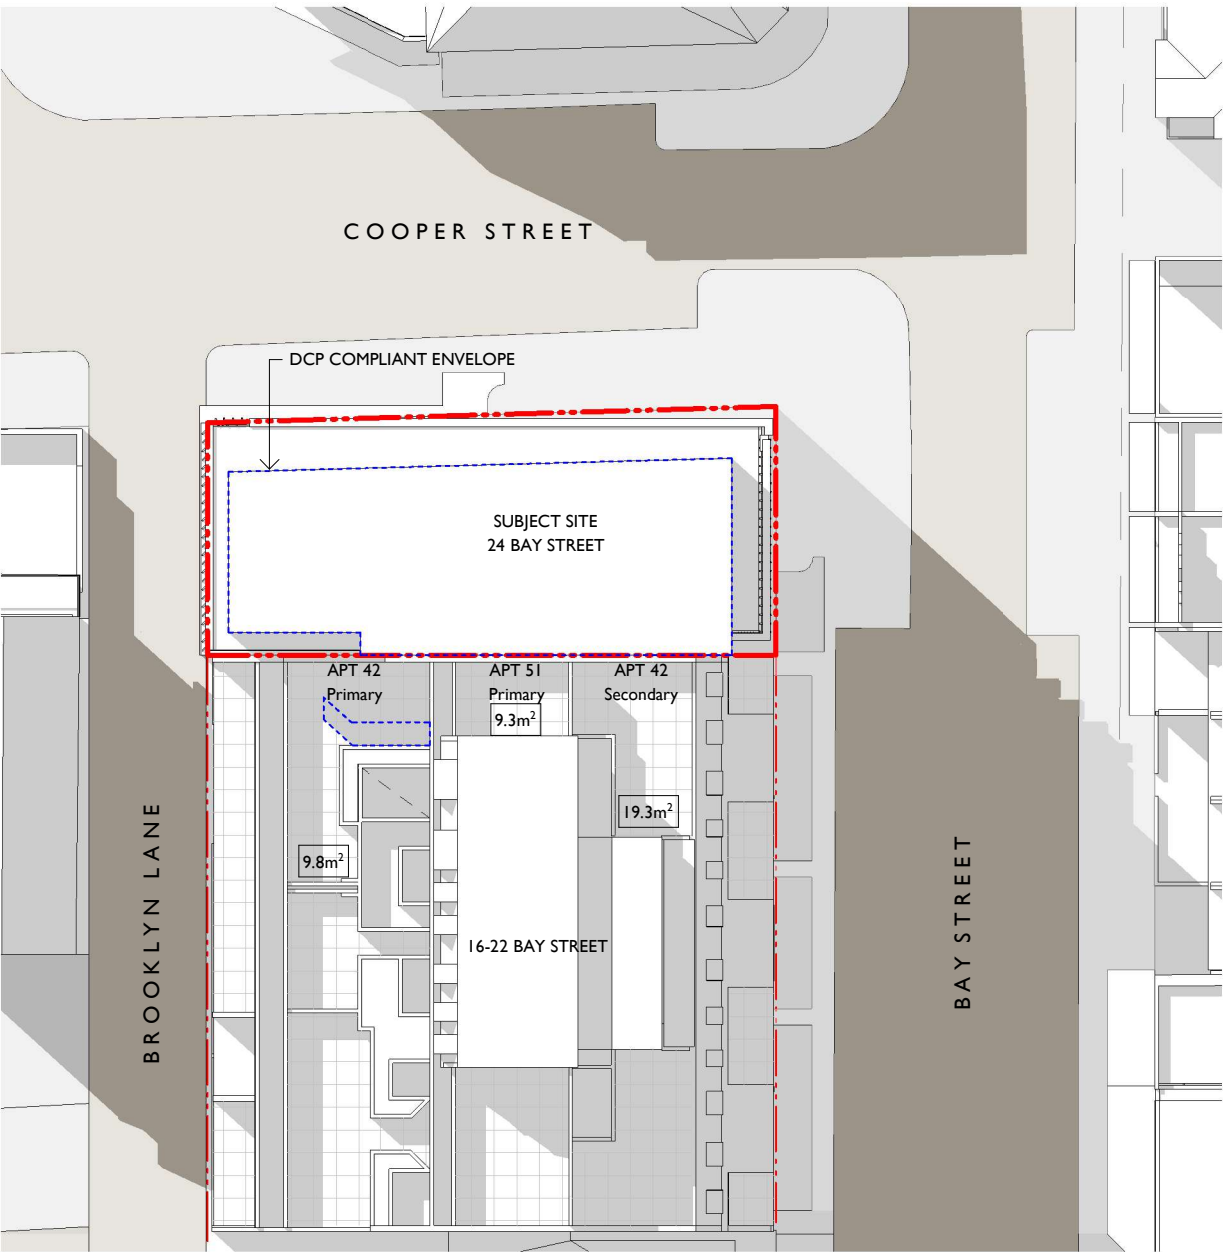 COOPER STREET
DCP COMPLIANT ENVELOPE
SUBJECT SITE
24 BAY STREET
APT 42
Primary
APT 51
Primary
9.3m²
APT 42
Secondary
19.3m²
9.8m²
16-22 BAY STREET
BROOKLYN LANE
BAY STREET